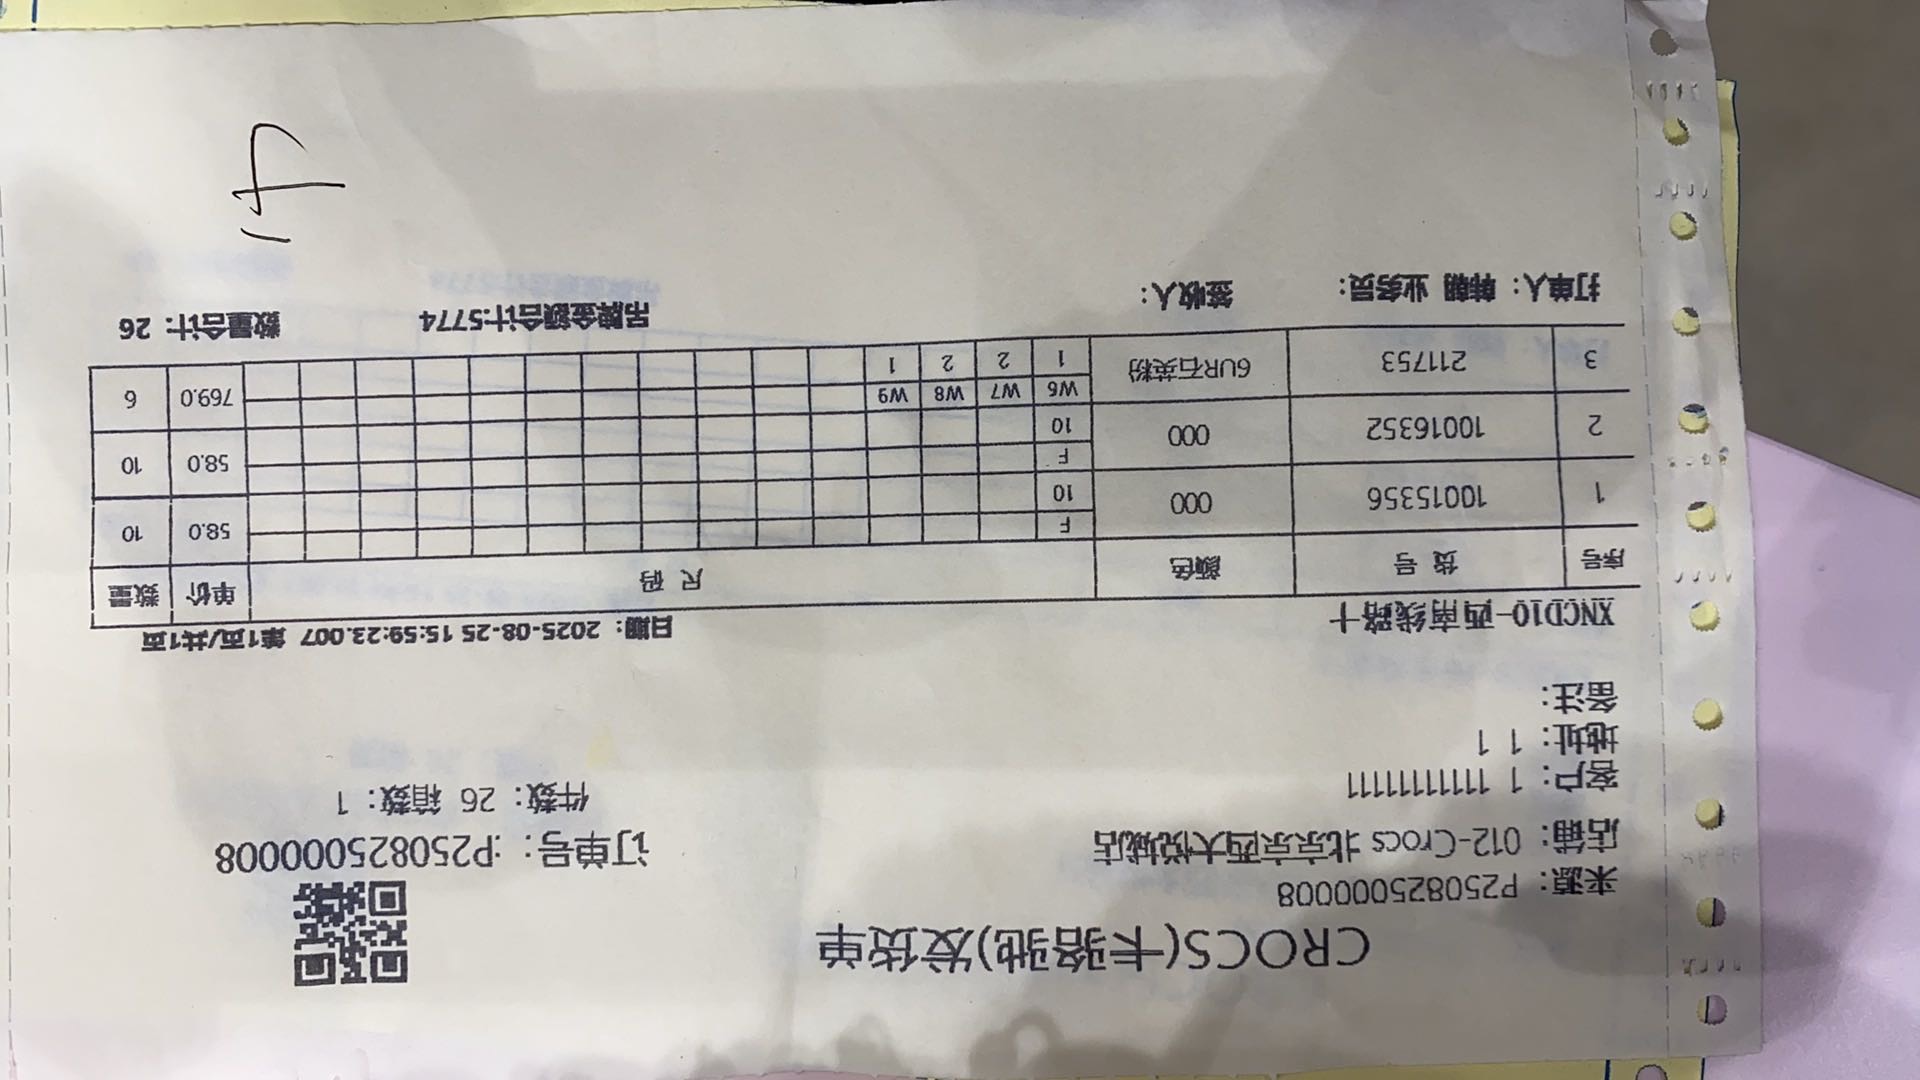 CROCS(卡骆驰)发货单
来源: P250825000008
店铺: 012-Crocs 北京京西大悦城店
订单号: :P250825000008
客户: 1 11111111111
件数: 26 箱数: 1
地址: 1 1
备注:
XNCD10-西南线路十
日期: 2025-08-25 15:59:23.007 第1页/共1页
序号 货 号 颜色 尺 码 单价 数量
F
1 10015356 000 10 58.0 10
F
2 10016352 000 10 58.0 10
W6 W7 W8 W9
3 211753 6UR石英粉 1 2 2 1 769.0 6
打单人: 韩朝 业务员: 签收人: 吊牌金额合计:5774 数量合计: 26